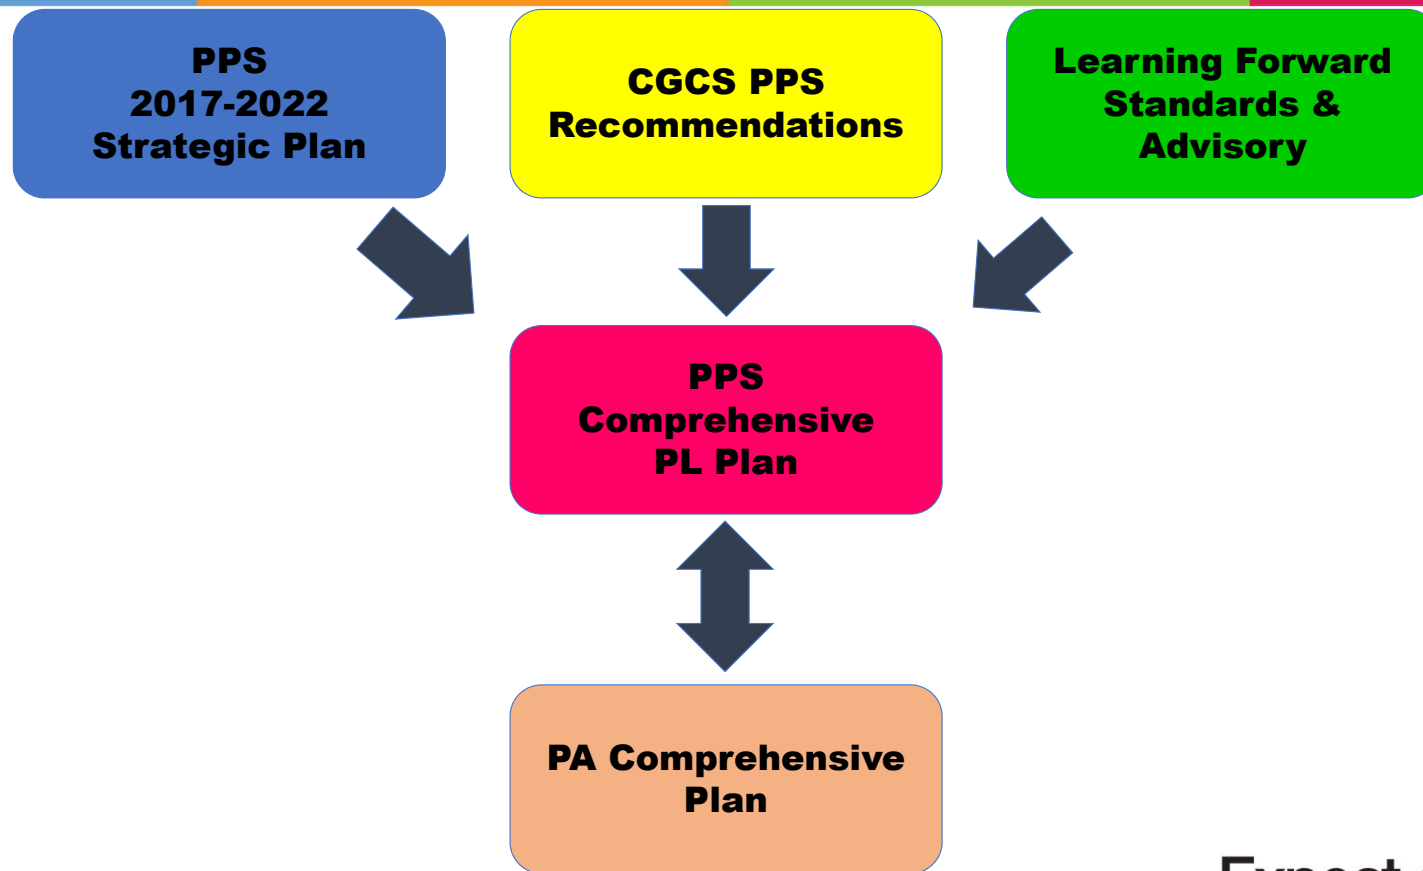 PPS
2017-2022
Strategic Plan
CGCS PPS
Recommendations
Learning Forward
Standards &
Advisory
PPS
Comprehensive
PL Plan
PA Comprehensive
Plan
Expect